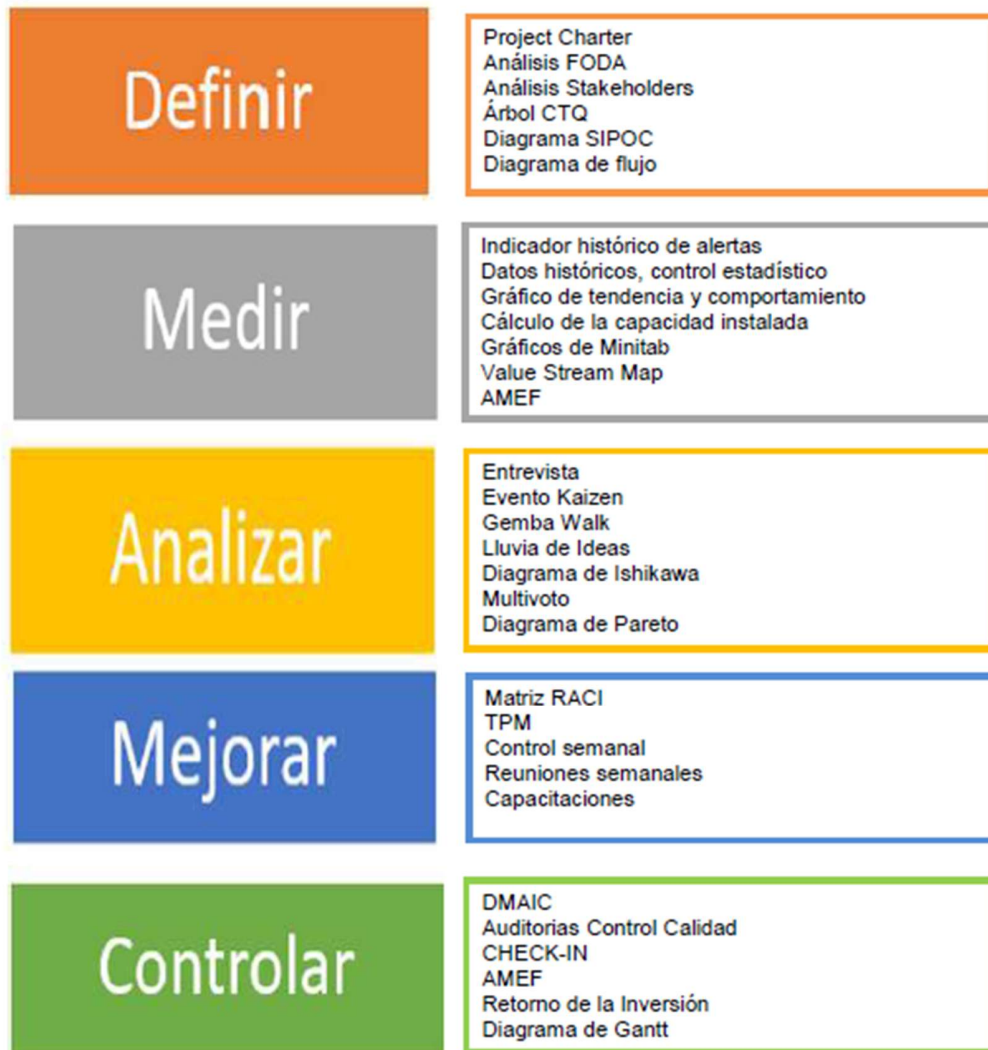 Definir
Project Charter
Análisis FODA
Análisis Stakeholders
Árbol CTQ
Diagrama SIPOC
Diagrama de flujo
Medir
Indicador histórico de alertas
Datos históricos, control estadístico
Gráfico de tendencia y comportamiento
Cálculo de la capacidad instalada
Gráficos de Minitab
Value Stream Map
AMEF
Analizar
Entrevista
Evento Kaizen
Gemba Walk
Lluvia de Ideas
Diagrama de Ishikawa
Multivoto
Diagrama de Pareto
Mejorar
Matriz RACI
TPM
Control semanal
Reuniones semanales
Capacitaciones
Controlar
DMAIC
Auditorias Control Calidad
CHECK-IN
AMEF
Retorno de la Inversión
Diagrama de Gantt